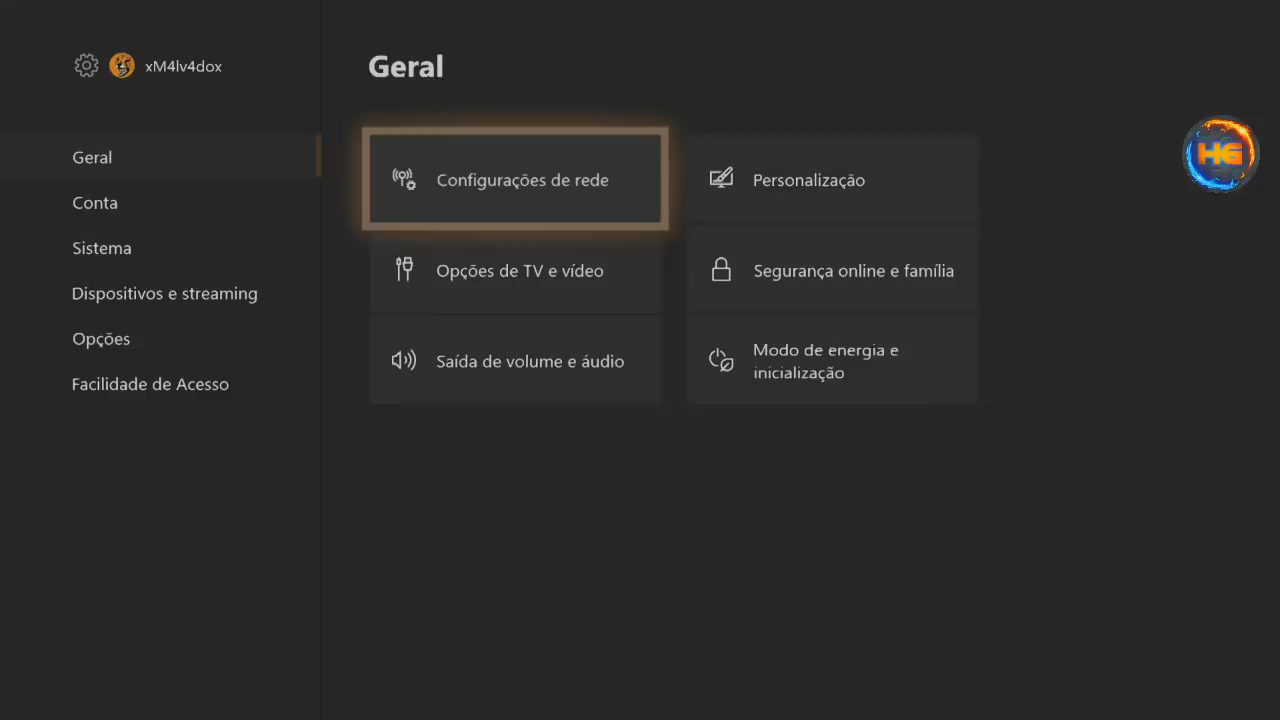 xM4lv4dox
Geral
Conta
Sistema
Dispositivos e streaming
Opções
Facilidade de Acesso
Geral
Configurações de rede
Personalização
Opções de TV e vídeo
Segurança online e família
Saída de volume e áudio
Modo de energia e
inicialização
HG